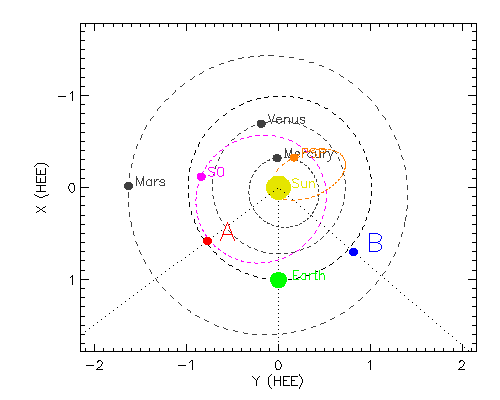 Venus
-1
Mercury
PSP
SO
Mars
Sun
0
X (HEE)
A
B
Earth
1
-2
-1
0
1
2
Y (HEE)